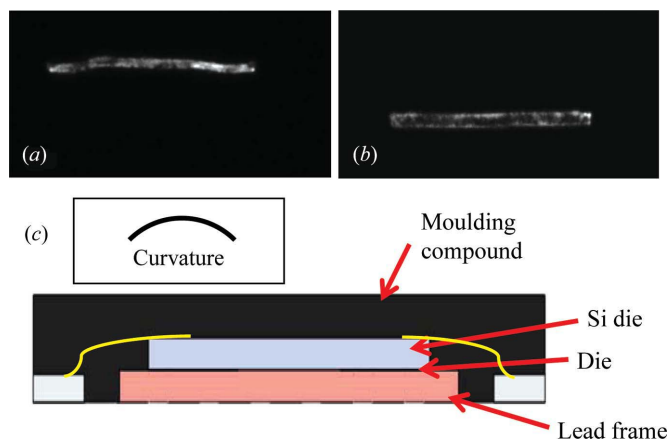 (a)
(b)
(c)
Curvature
Moulding
compound
Si die
Die
Lead frame